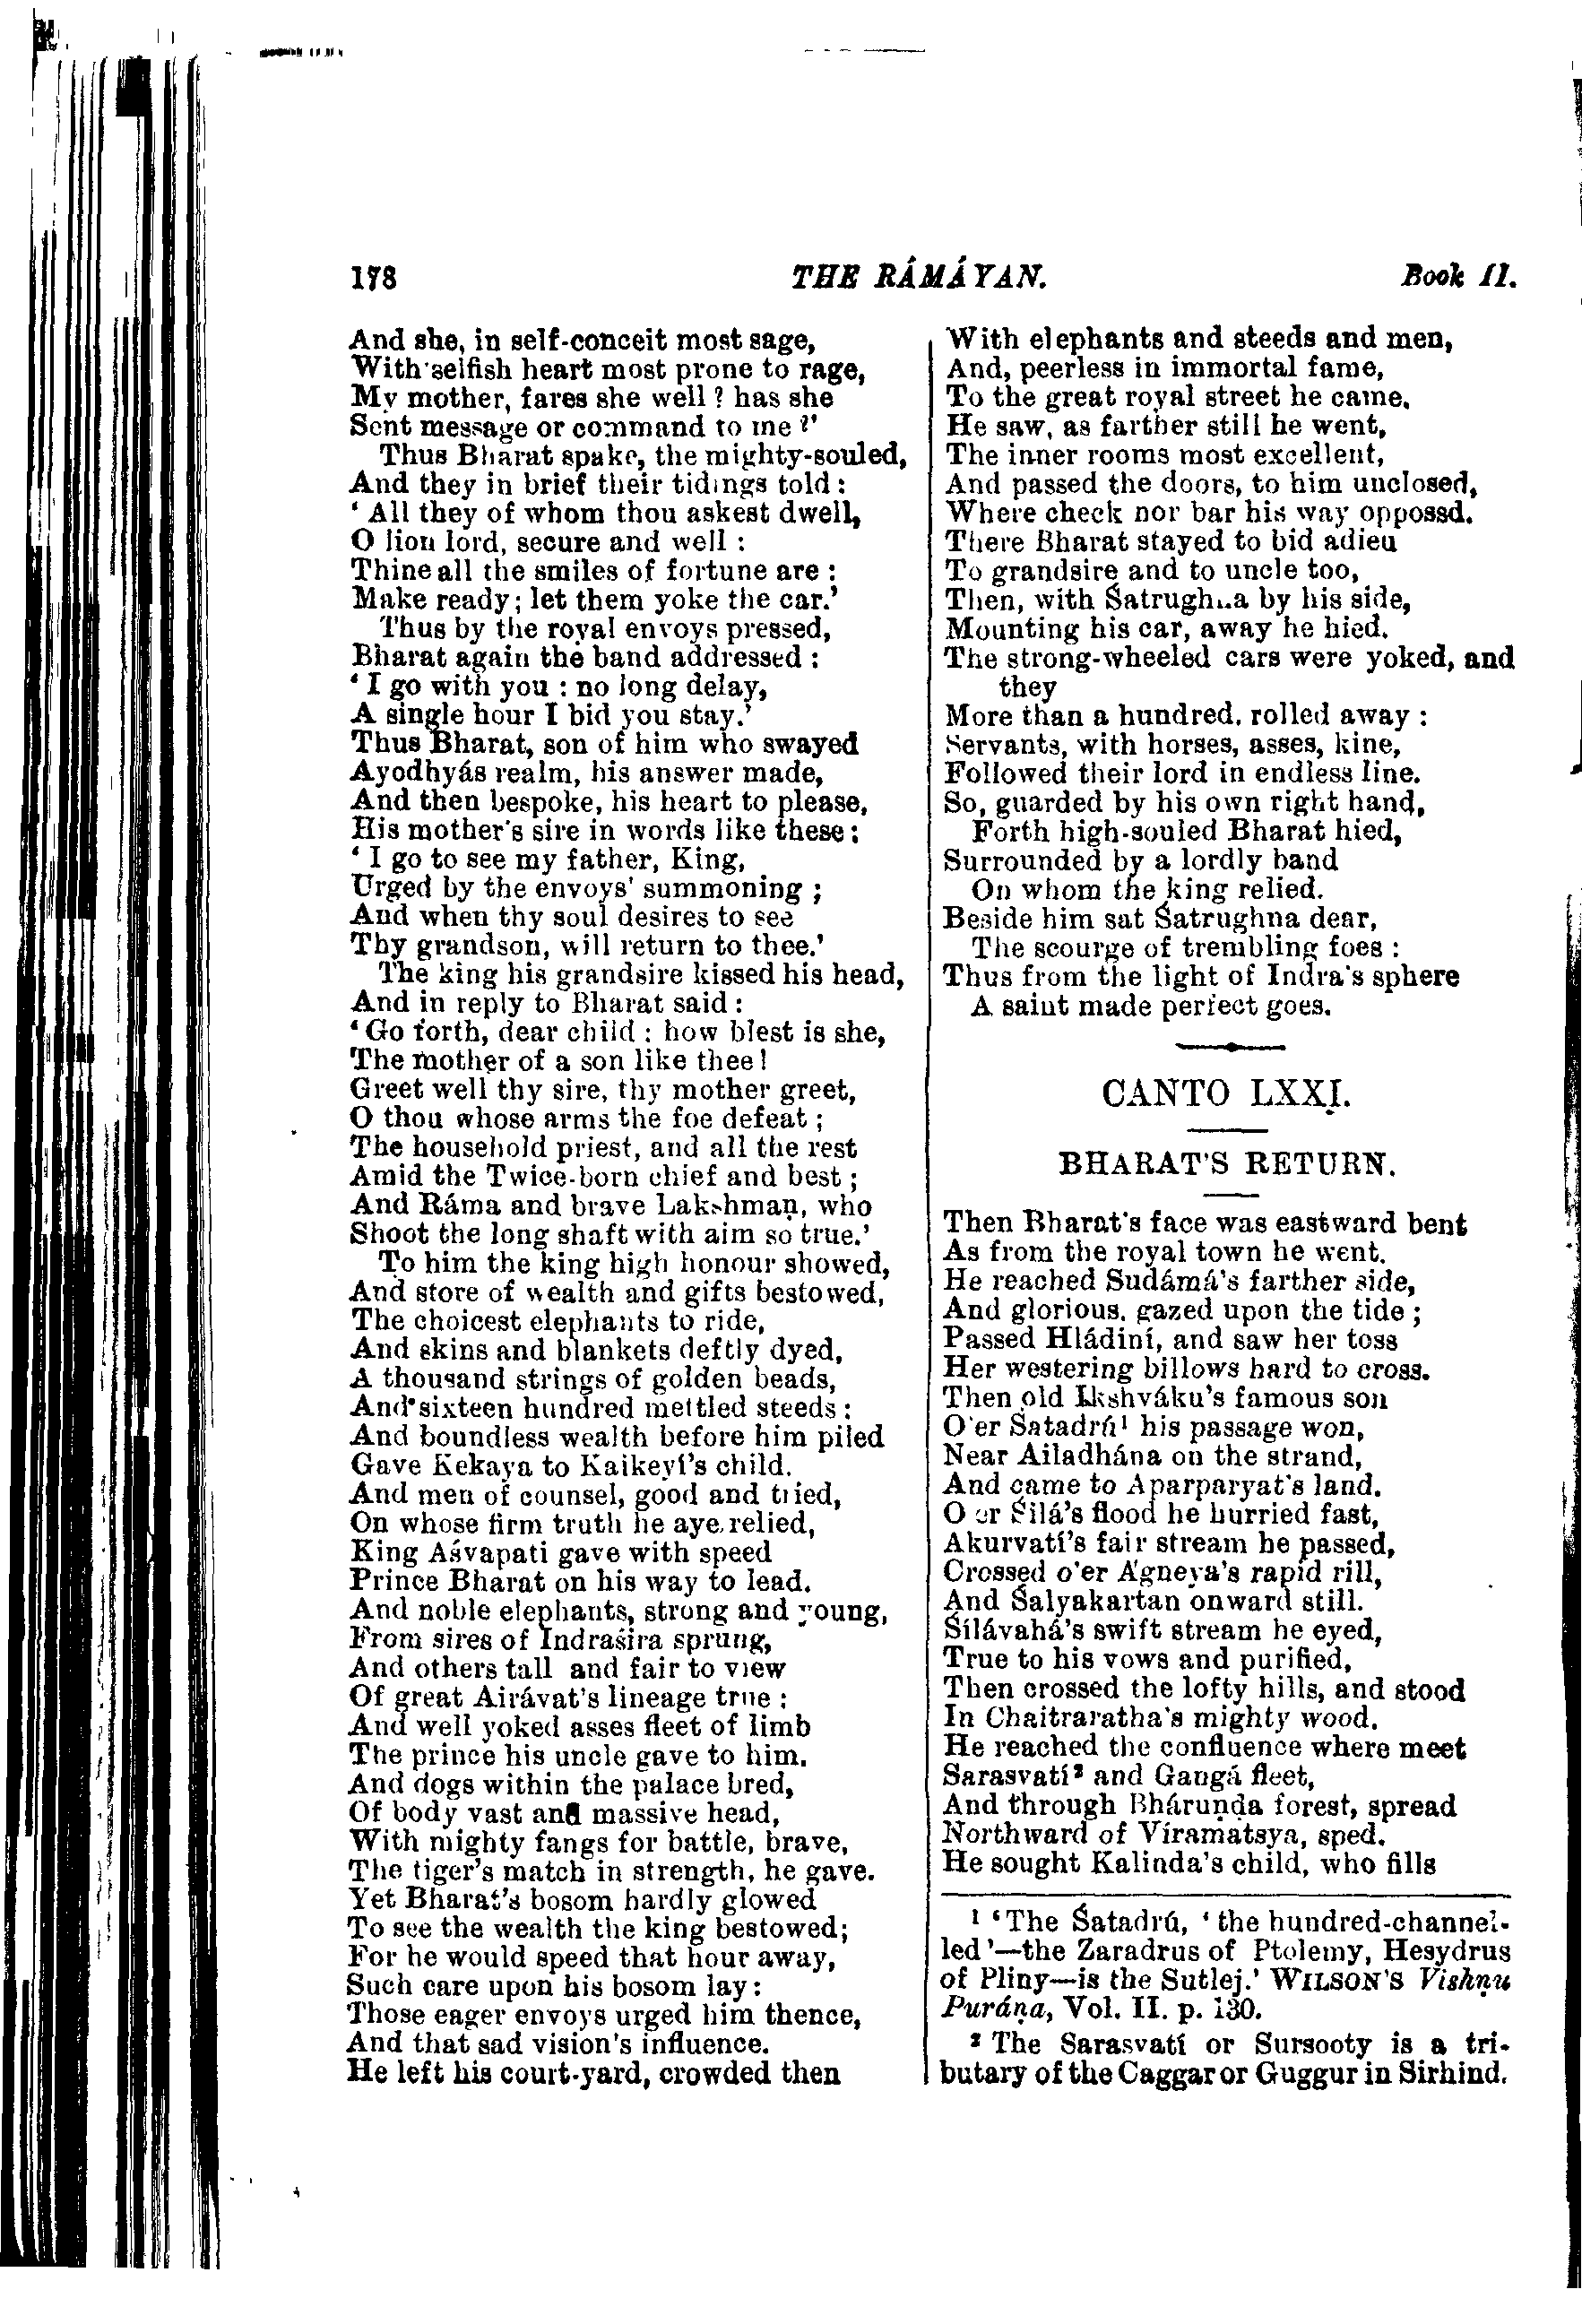 178 THE RÁMÁYAN. Book II.
And she, in self-conceit most sage,
With selfish heart most prone to rage,
My mother, fares she well ? has she
Sent message or command to me ?'
Thus Bharat spake, the mighty-souled,
And they in brief their tidings told :
' All they of whom thou askest dwell,
O lion lord, secure and well :
Thine all the smiles of fortune are :
Make ready; let them yoke the car.'
Thus by the royal envoys pressed,
Bharat again the band addressed :
' I go with you : no long delay,
A single hour I bid you stay.'
Thus Bharat, son of him who swayed
Ayodhyás realm, his answer made,
And then bespoke, his heart to please,
His mother's sire in words like these :
' I go to see my father, King,
Urged by the envoys' summoning ;
And when thy soul desires to see
Thy grandson, will return to thee.'
The king his grandsire kissed his head,
And in reply to Bharat said :
' Go forth, dear child : how blest is she,
The mother of a son like thee !
Greet well thy sire, thy mother greet,
O thou whose arms the foe defeat ;
The household priest, and all the rest
Amid the Twice-born chief and best ;
And Ráma and brave Lakshmaṇ, who
Shoot the long shaft with aim so true.'
To him the king high honour showed,
And store of wealth and gifts bestowed,
The choicest elephants to ride,
And skins and blankets deftly dyed,
A thousand strings of golden beads,
And sixteen hundred mettled steeds :
And boundless wealth before him piled
Gave Kekaya to Kaikeyí's child.
And men of counsel, good and tried,
On whose firm truth he aye relied,
King Aśvapati gave with speed
Prince Bharat on his way to lead.
And noble elephants, strong and young,
From sires of Indraśira sprung,
And others tall and fair to view
Of great Airávat's lineage true :
And well yoked asses fleet of limb
The prince his uncle gave to him.
And dogs within the palace bred,
Of body vast and massive head,
With mighty fangs for battle, brave,
The tiger's match in strength, he gave.
Yet Bharat's bosom hardly glowed
To see the wealth the king bestowed;
For he would speed that hour away,
Such care upon his bosom lay :
Those eager envoys urged him thence,
And that sad vision's influence.
He left his court-yard, crowded then
With elephants and steeds and men,
And, peerless in immortal fame,
To the great royal street he came.
He saw, as farther still he went,
The inner rooms most excellent,
And passed the doors, to him unclosed,
Where check nor bar his way oppossd.
There Bharat stayed to bid adieu
To grandsire and to uncle too,
Then, with Śatrughna by his side,
Mounting his car, away he hied.
The strong-wheeled cars were yoked, and
they
More than a hundred, rolled away :
Servants, with horses, asses, kine,
Followed their lord in endless line.
So, guarded by his own right hand,
Forth high-souled Bharat hied,
Surrounded by a lordly band
On whom the king relied.
Beside him sat Śatrughna dear,
The scourge of trembling foes :
Thus from the light of Indra's sphere
A saint made perfect goes.
CANTO LXXI.
BHARAT'S RETURN.
Then Bharat's face was eastward bent
As from the royal town he went.
He reached Sudámá's farther side,
And glorious, gazed upon the tide ;
Passed Hládiní, and saw her toss
Her westering billows hard to cross.
Then old Ikshváku's famous son
O'er Śatadrú¹ his passage won,
Near Ailadhána on the strand,
And came to Aparparyat's land.
O'er Śilá's flood he hurried fast,
Akurvatí's fair stream he passed,
Crossed o'er Ágneya's rapid rill,
And Śalyakartan onward still.
Śílávahá's swift stream he eyed,
True to his vows and purified,
Then crossed the lofty hills, and stood
In Chaitraratha's mighty wood.
He reached the confluence where meet
Sarasvatí² and Gangá fleet,
And through Bháruṇḍa forest, spread
Northward of Víramatsya, sped.
He sought Kalinda's child, who fills
¹ 'The Śatadrú, ' the hundred-channel-
led '—the Zaradrus of Ptolemy, Hesydrus
of Pliny—is the Sutlej.' WILSON'S Vishṇu
Puráṇa, Vol. II. p. 130.
² The Sarasvatí or Sursooty is a tri-
butary of the Caggar or Guggur in Sirhind.